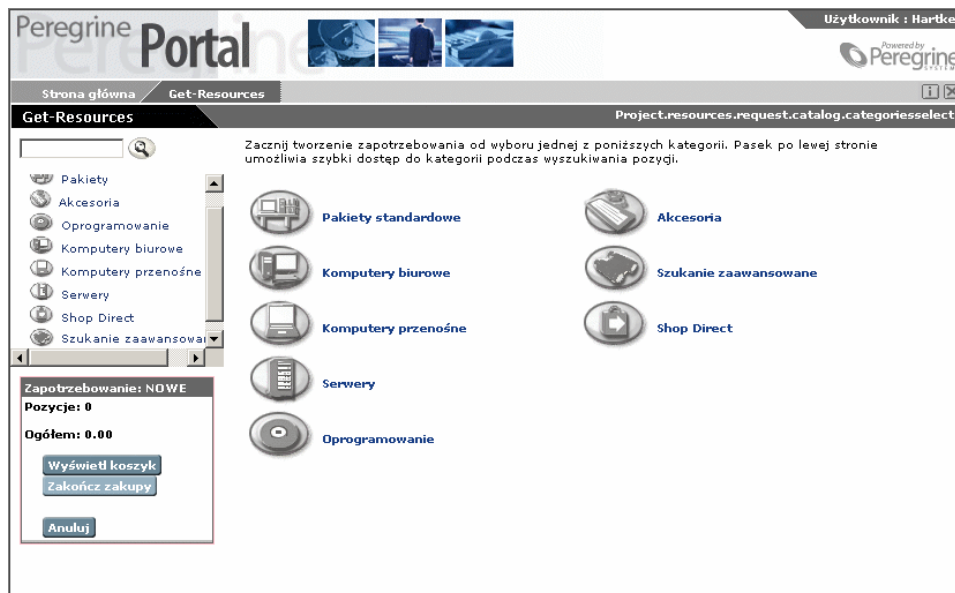 Peregrine Portal
Użytkownik : Hartke
Powered by
Peregrine
SYSTEMS
Strona główna
Get-Resources
Get-Resources
Project.resources.request.catalog.categoriesselect
Zacznij tworzenie zapotrzebowania od wyboru jednej z poniższych kategorii. Pasek po lewej stronie
umożliwia szybki dostęp do kategorii podczas wyszukiwania pozycji.
Pakiety
Akcesoria
Oprogramowanie
Komputery biurowe
Komputery przenośne
Serwery
Shop Direct
Szukanie zaawansowa
Zapotrzebowanie: NOWE
Pozycje: 0
Ogółem: 0.00
Wyświetl koszyk
Zakończ zakupy
Anuluj
Pakiety standardowe
Komputery biurowe
Komputery przenośne
Serwery
Oprogramowanie
Akcesoria
Szukanie zaawansowane
Shop Direct